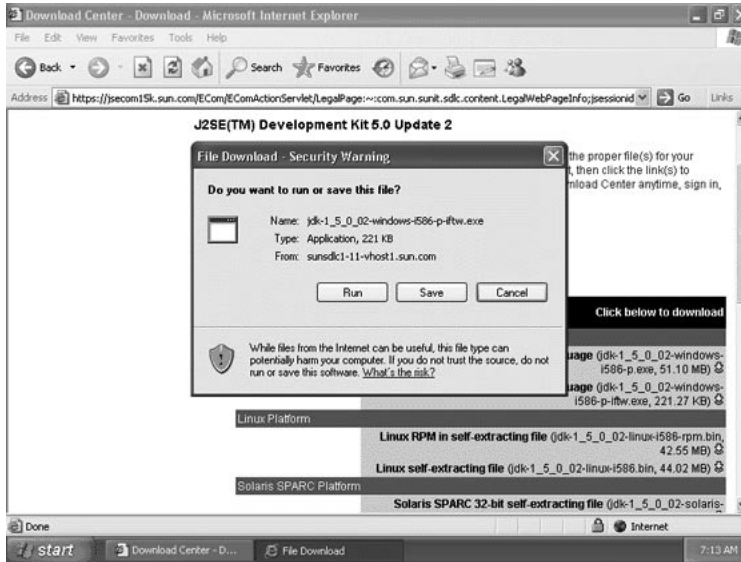 Download Center - Download - Microsoft Internet Explorer
File Edit View Favorites Tools Help
Back Search Favorites
Address https://jsecom15k.sun.com/ECom/EComActionServlet/LegalPage:~:com.sun.sunit.sdlc.content.LegalWebPageInfo;jsessionid Go Links
J2SE(TM) Development Kit 5.0 Update 2
the proper file(s) for your
t, then click the link(s) to
nload Center anytime, sign in,
File Download - Security Warning
Do you want to run or save this file?
Name: jdk-1_5_0_02-windows-i586-p-iftw.exe
Type: Application, 221 KB
From: sunsdlc1-11-vhost1.sun.com
Run Save Cancel
While files from the Internet can be useful, this file type can
potentially harm your computer. If you do not trust the source, do not
run or save this software. What's the risk?
Click below to download
uage (jdk-1_5_0_02-windows-
i586-p.exe, 51.10 MB)
uage (jdk-1_5_0_02-windows-
i586-p-iftw.exe, 221.27 KB)
Linux Platform
Linux RPM in self-extracting file (jdk-1_5_0_02-linux-i586-rpm.bin,
42.55 MB)
Linux self-extracting file (jdk-1_5_0_02-linux-i586.bin, 44.02 MB)
Solaris SPARC Platform
Solaris SPARC 32-bit self-extracting file (jdk-1_5_0_02-solaris-
Done Internet
start Download Center - D... File Download 7:13 AM